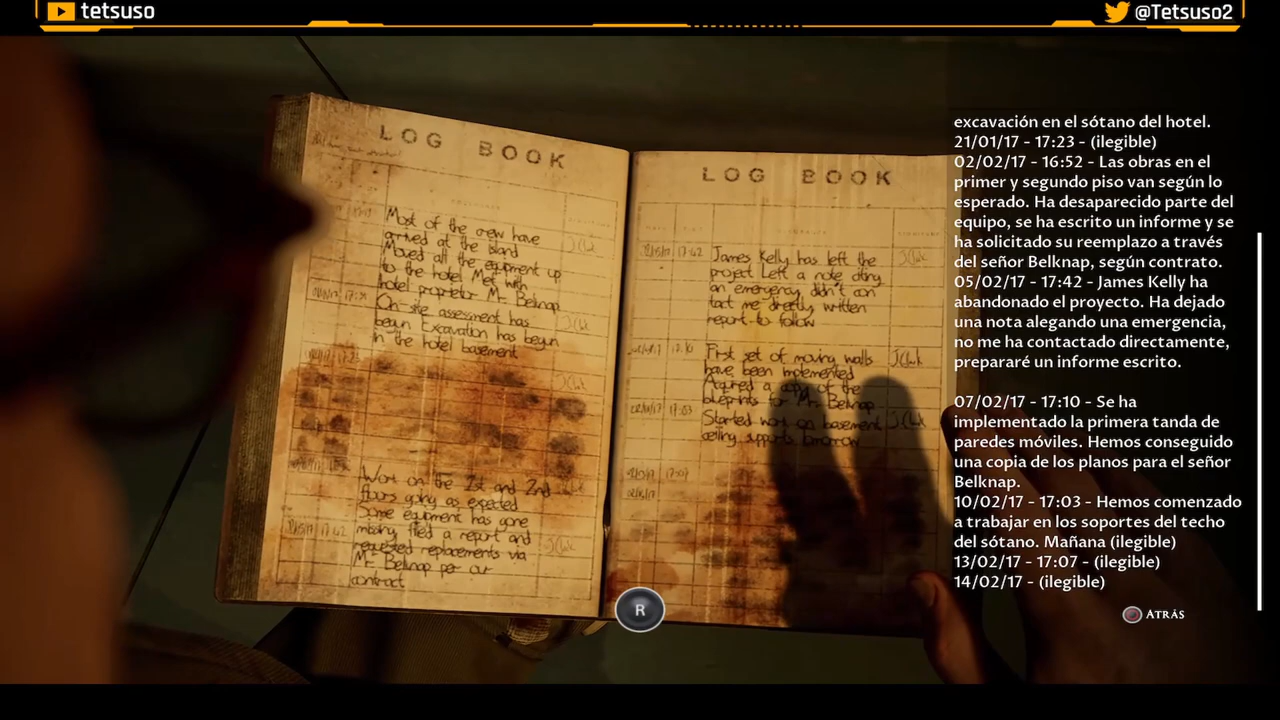 tetsuso
@Tetsuso2
LOG BOOK
Most of the crew have
arrived at the island
Moved all the equipment up
to the hotel Met with
hotel proprietor Mr Belknap
On-site assessment has
begun Excavation has begun
in the hotel basement
Work on the 1st and 2nd
floors going as expected
Some equipment has gone
missing filed a report and
requested replacements via
Mr Belknap per our
contract
LOG BOOK
17:42
James Kelly has left the
project Left a note citing
an emergency didn't con
tact me directly written
report to follow
17:10
First set of moving walls
have been implemented
Aquired a copy of the
blueprints for Mr Belknap
17:03
Started work on basement
ceiling supports tomorrow
R
excavación en el sótano del hotel.
21/01/17 - 17:23 - (ilegible)
02/02/17 - 16:52 - Las obras en el
primer y segundo piso van según lo
esperado. Ha desaparecido parte del
equipo, se ha escrito un informe y se
ha solicitado su reemplazo a través
del señor Belknap, según contrato.
05/02/17 - 17:42 - James Kelly ha
abandonado el proyecto. Ha dejado
una nota alegando una emergencia,
no me ha contactado directamente,
prepararé un informe escrito.
07/02/17 - 17:10 - Se ha
implementado la primera tanda de
paredes móviles. Hemos conseguido
una copia de los planos para el señor
Belknap.
10/02/17 - 17:03 - Hemos comenzado
a trabajar en los soportes del techo
del sótano. Mañana (ilegible)
13/02/17 - 17:07 - (ilegible)
14/02/17 - (ilegible)
ATRÁS